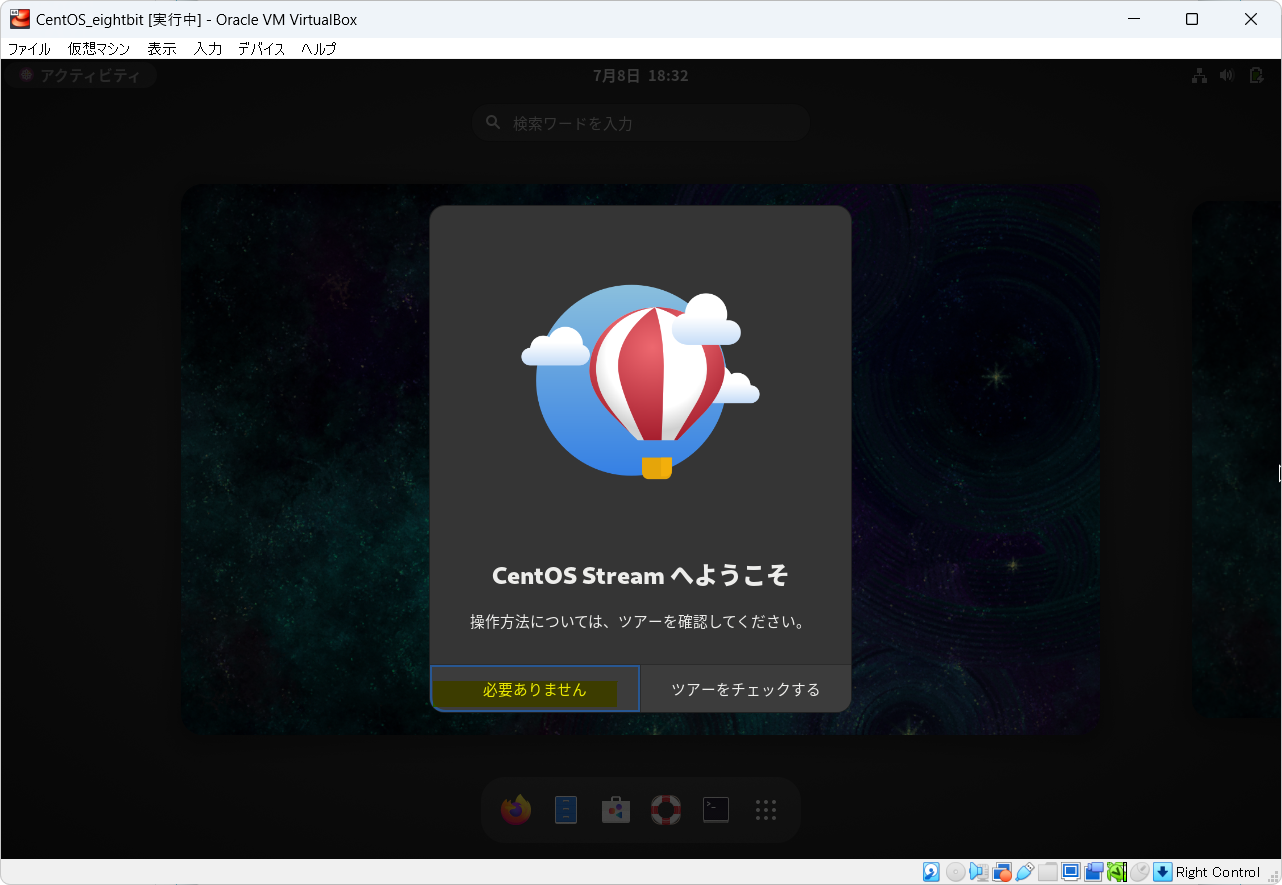 CentOS_eightbit [実行中] - Oracle VM VirtualBox
ファイル 仮想マシン 表示 入力 デバイス ヘルプ
アクティビティ 7月8日 18:32
検索ワードを入力
CentOS Stream へようこそ
操作方法については、ツアーを確認してください。
必要ありません ツアーをチェックする
Right Control